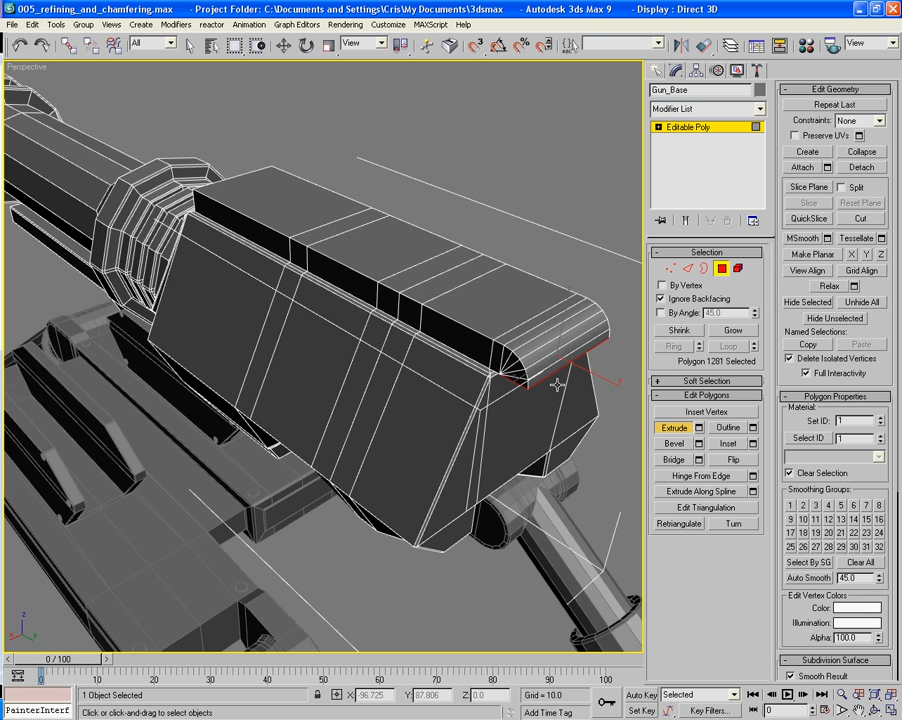 005_refining_and_chamfering.max - Project Folder: C:\Documents and Settings\Cris\My Documents\3dsmax - Autodesk 3ds Max 9 - Display : Direct 3D
File Edit Tools Group Views Create Modifiers reactor Animation Graph Editors Rendering Customize MAXScript Help
All View View
Perspective
Gun_Base
Modifier List
Editable Poly
- Selection
By Vertex
Ignore Backfacing
By Angle: 45.0
Shrink Grow
Ring Loop
Polygon 1281 Selected
+ Soft Selection
- Edit Polygons
Insert Vertex
Extrude Outline
Bevel Inset
Bridge Flip
Hinge From Edge
Extrude Along Spline
Edit Triangulation
Retriangulate Turn
- Edit Geometry
Repeat Last
Constraints: None
Preserve UVs
Create Collapse
Attach Detach
Slice Plane Split
Slice Reset Plane
QuickSlice Cut
MSmooth Tessellate
Make Planar X Y Z
View Align Grid Align
Relax
Hide Selected Unhide All
Hide Unselected
Named Selections:
Copy Paste
Delete Isolated Vertices
Full Interactivity
- Polygon Properties
Material:
Set ID: 1
Select ID 1
Clear Selection
Smoothing Groups:
1 2 3 4 5 6 7 8
9 10 11 12 13 14 15 16
17 18 19 20 21 22 23 24
25 26 27 28 29 30 31 32
Select By SG Clear All
Auto Smooth 45.0
Edit Vertex Colors
Color:
Illumination:
Alpha: 100.0
- Subdivision Surface
Smooth Result
z
x
y
0 / 100
0 10 20 30 40 50 60 70 80 90 100
1 Object Selected X: -96.725 Y: 87.806 Z: 0.0 Grid = 10.0 Auto Key Selected
PainterInterf Click or click-and-drag to select objects Add Time Tag Set Key Key Filters... 0